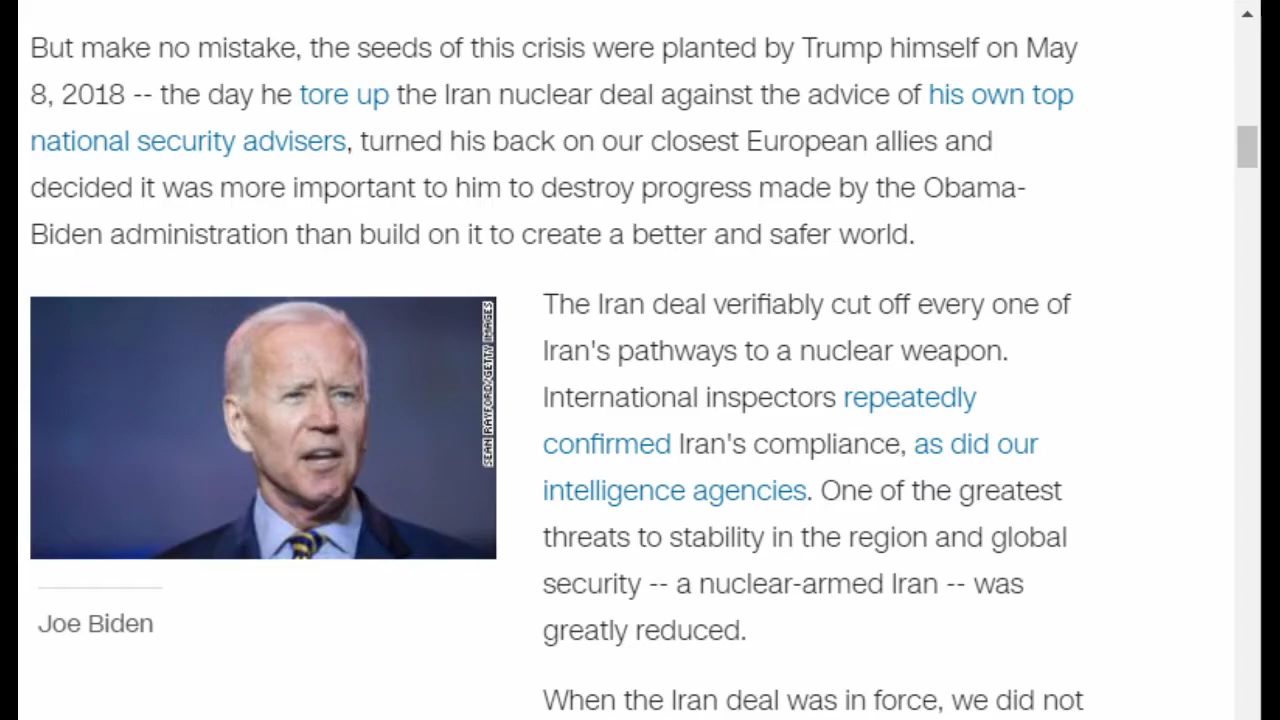 But make no mistake, the seeds of this crisis were planted by Trump himself on May
8, 2018 -- the day he tore up the Iran nuclear deal against the advice of his own top
national security advisers, turned his back on our closest European allies and
decided it was more important to him to destroy progress made by the Obama-
Biden administration than build on it to create a better and safer world.
SEAN RAYFORD/GETTY IMAGES
Joe Biden
The Iran deal verifiably cut off every one of
Iran's pathways to a nuclear weapon.
International inspectors repeatedly
confirmed Iran's compliance, as did our
intelligence agencies. One of the greatest
threats to stability in the region and global
security -- a nuclear-armed Iran -- was
greatly reduced.
When the Iran deal was in force, we did not